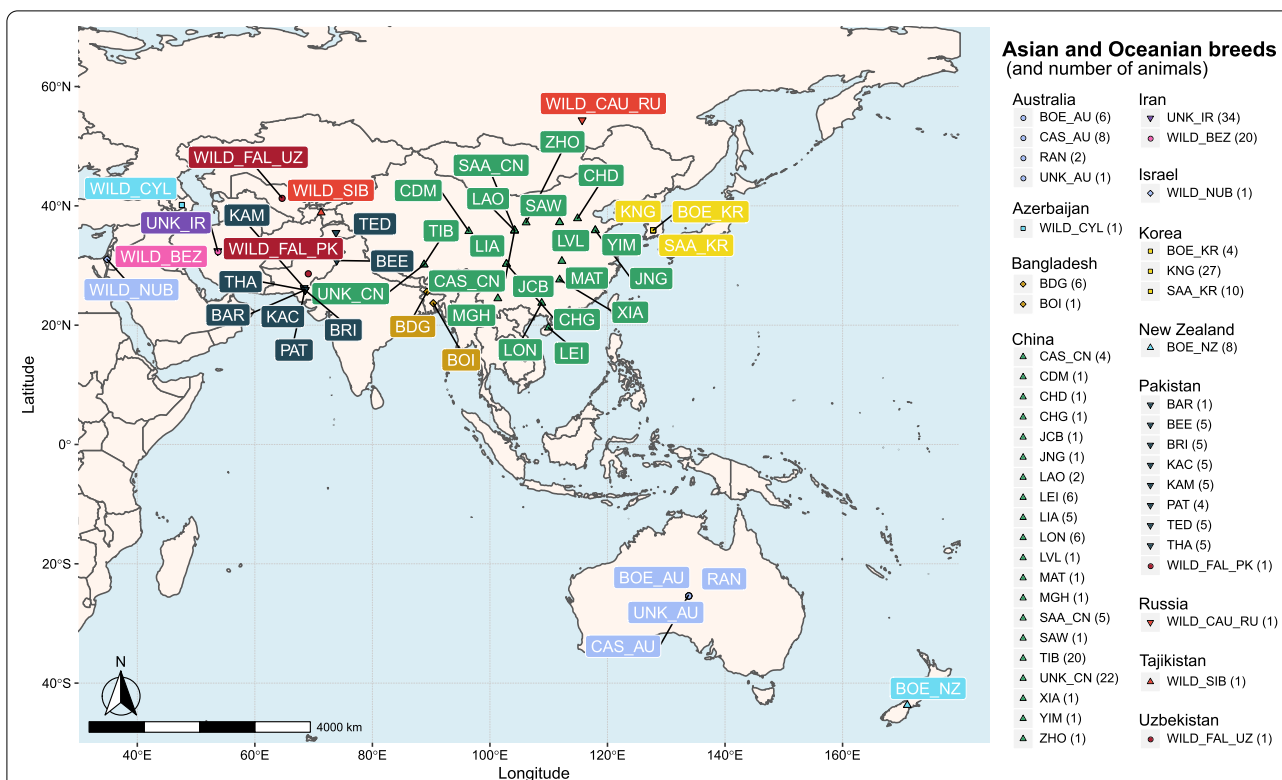 Asian and Oceanian breeds
(and number of animals)
Australia
BOE_AU (6)
CAS_AU (8)
RAN (2)
UNK_AU (1)
Azerbaijan
WILD_CYL (1)
Bangladesh
BDG (6)
BOI (1)
China
CAS_CN (4)
CDM (1)
CHD (1)
CHG (1)
JCB (1)
JNG (1)
LAO (2)
LEI (6)
LIA (5)
LON (6)
LVL (1)
MAT (1)
MGH (1)
SAA_CN (5)
SAW (1)
TIB (20)
UNK_CN (22)
XIA (1)
YIM (1)
ZHO (1)
Iran
UNK_IR (34)
WILD_BEZ (20)
Israel
WILD_NUB (1)
Korea
BOE_KR (4)
KNG (27)
SAA_KR (10)
New Zealand
BOE_NZ (8)
Pakistan
BAR (1)
BEE (5)
BRI (5)
KAC (5)
KAM (5)
PAT (4)
TED (5)
THA (5)
WILD_FAL_PK (1)
Russia
WILD_CAU_RU (1)
Tajikistan
WILD_SIB (1)
Uzbekistan
WILD_FAL_UZ (1)
WILD_CAU_RU
ZHO
WILD_FAL_UZ
SAA_CN
CHD
WILD_CYL
WILD_SIB
CDM
LAO
SAW
KAM
UNK_IR
TED
TIB
KNG
BOE_KR
LIA
LVL
YIM
SAA_KR
WILD_FAL_PK
WILD_BEZ
BEE
WILD_NUB
THA
UNK_CN
CAS_CN
JCB
MAT
JNG
BAR
KAC
BRI
MGH
CHG
XIA
BDG
PAT
BOI
LON
LEI
BOE_AU
RAN
UNK_AU
CAS_AU
BOE_NZ
N
4000 km
60°N
40°N
20°N
0°
20°S
40°S
Latitude
40°E
60°E
80°E
100°E
120°E
140°E
160°E
Longitude